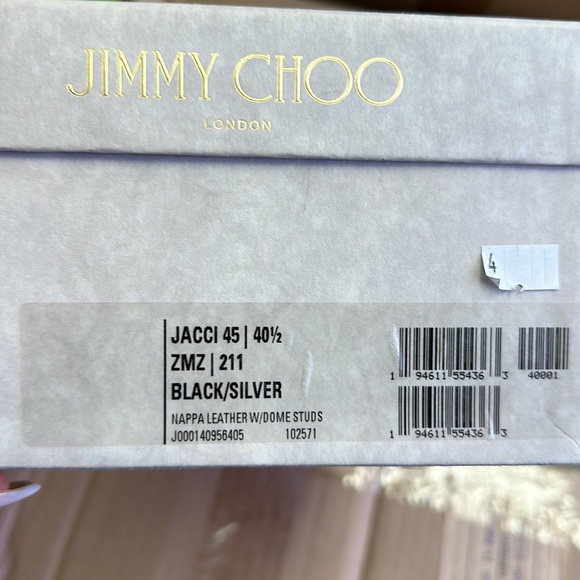 JIMMY CHOO
LONDON
4
JACCI 45 | 40½
ZMZ | 211
BLACK/SILVER
NAPPA LEATHER W/DOME STUDS
J000140956405 102571
1 94611 55436 3
40001
1 94611 55436 3